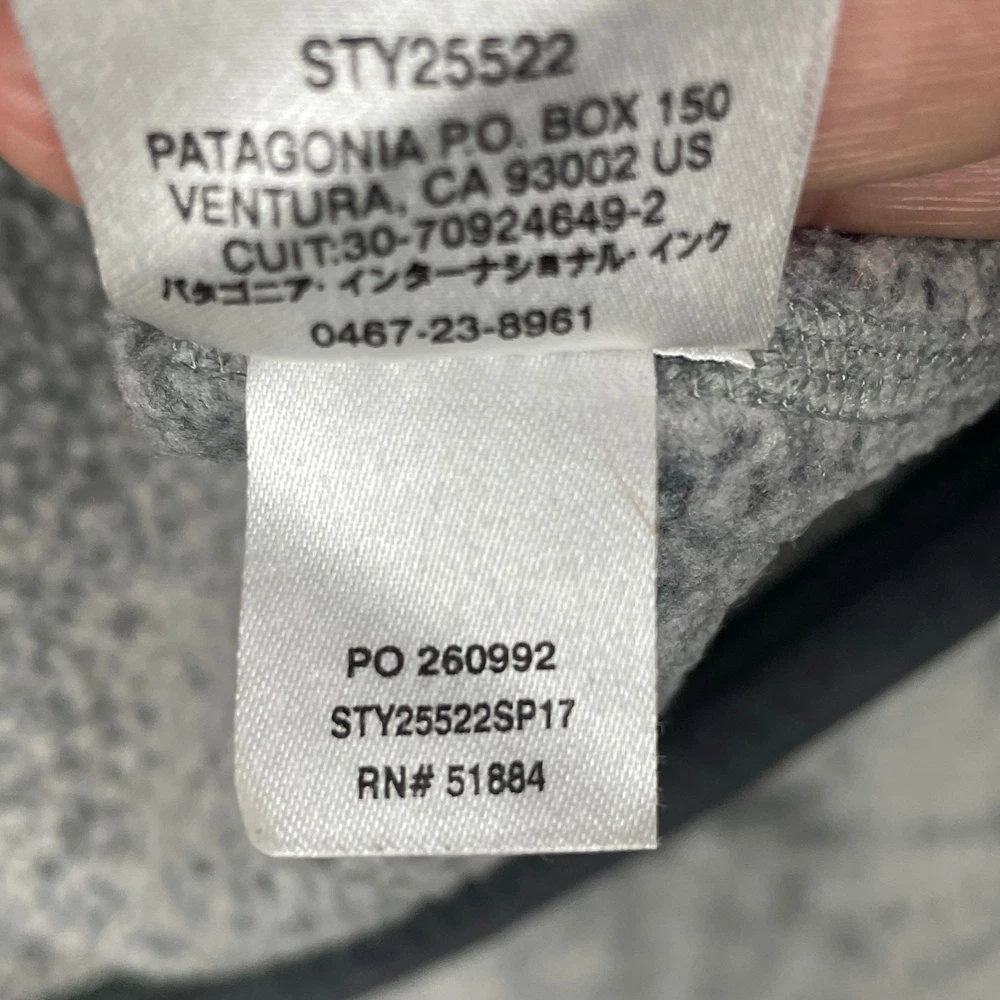 STY25522
PATAGONIA P.O. BOX 150
VENTURA, CA 93002 US
CUIT:30-70924649-2
パタゴニア・インターナショナル・インク
0467-23-8961
PO 260992
STY25522SP17
RN# 51884